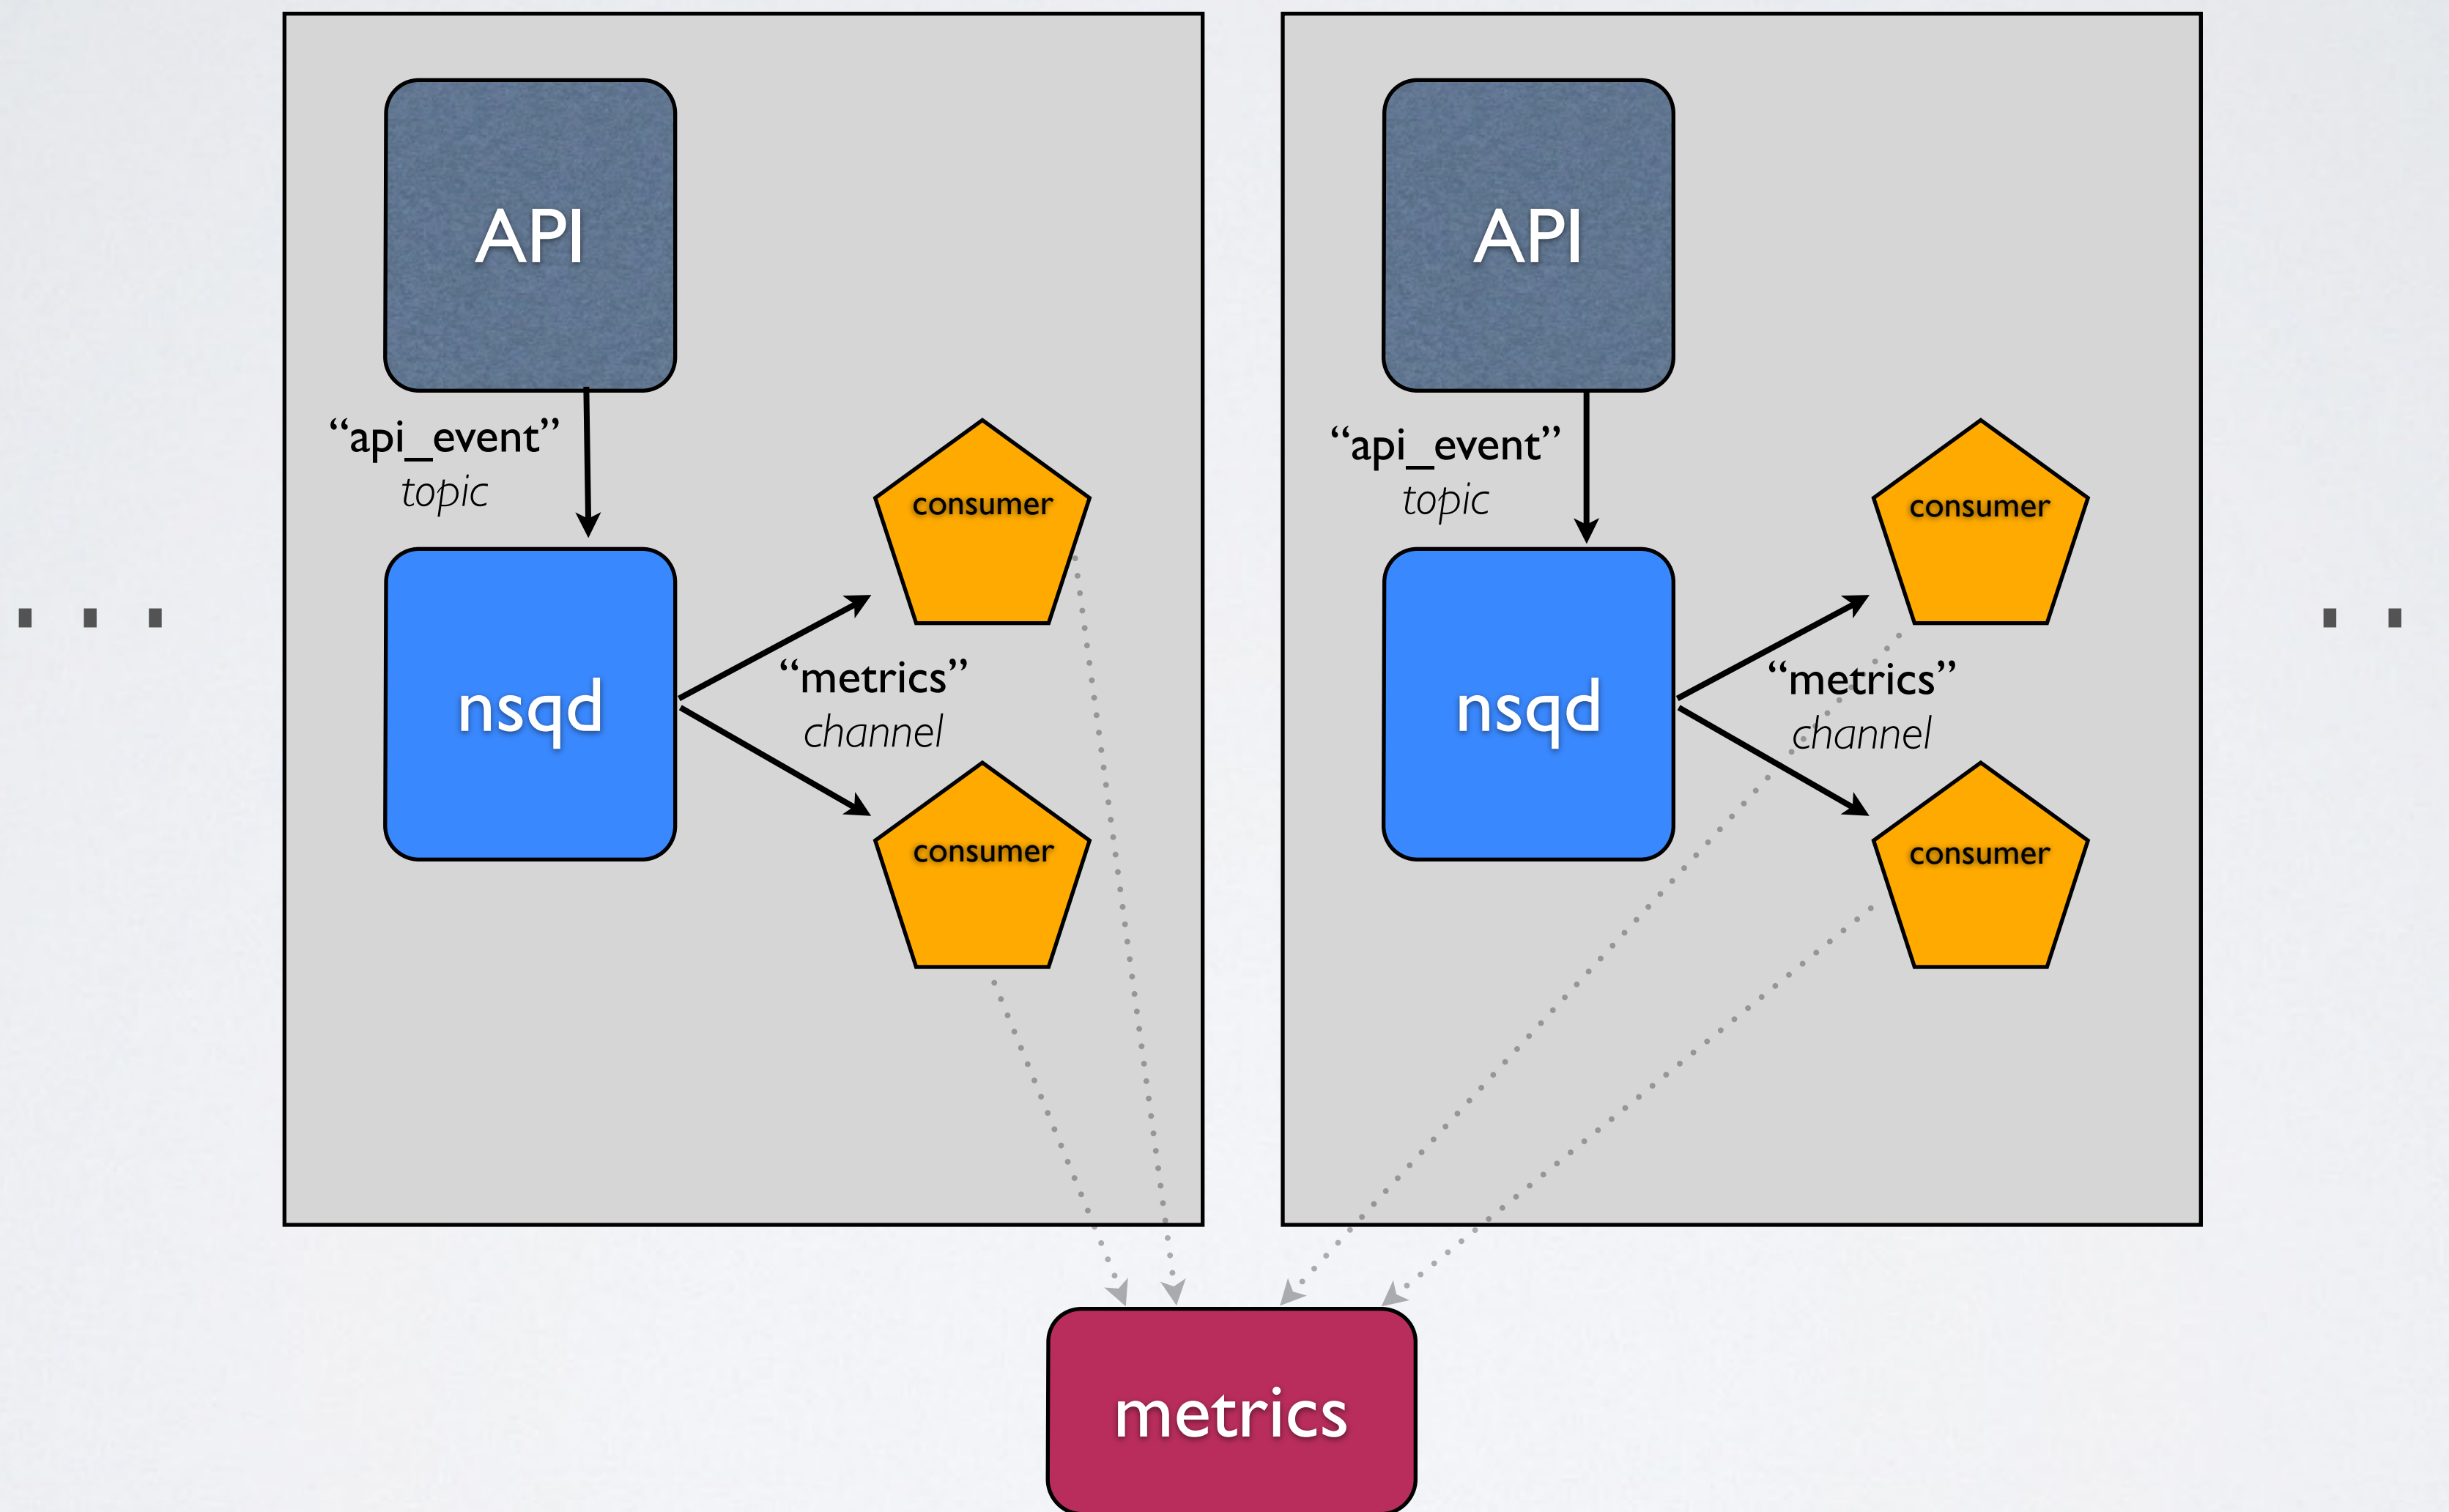 API
“api_event”
topic
consumer
nsqd
“metrics”
channel
consumer
API
“api_event”
topic
consumer
nsqd
“metrics”
channel
consumer
metrics